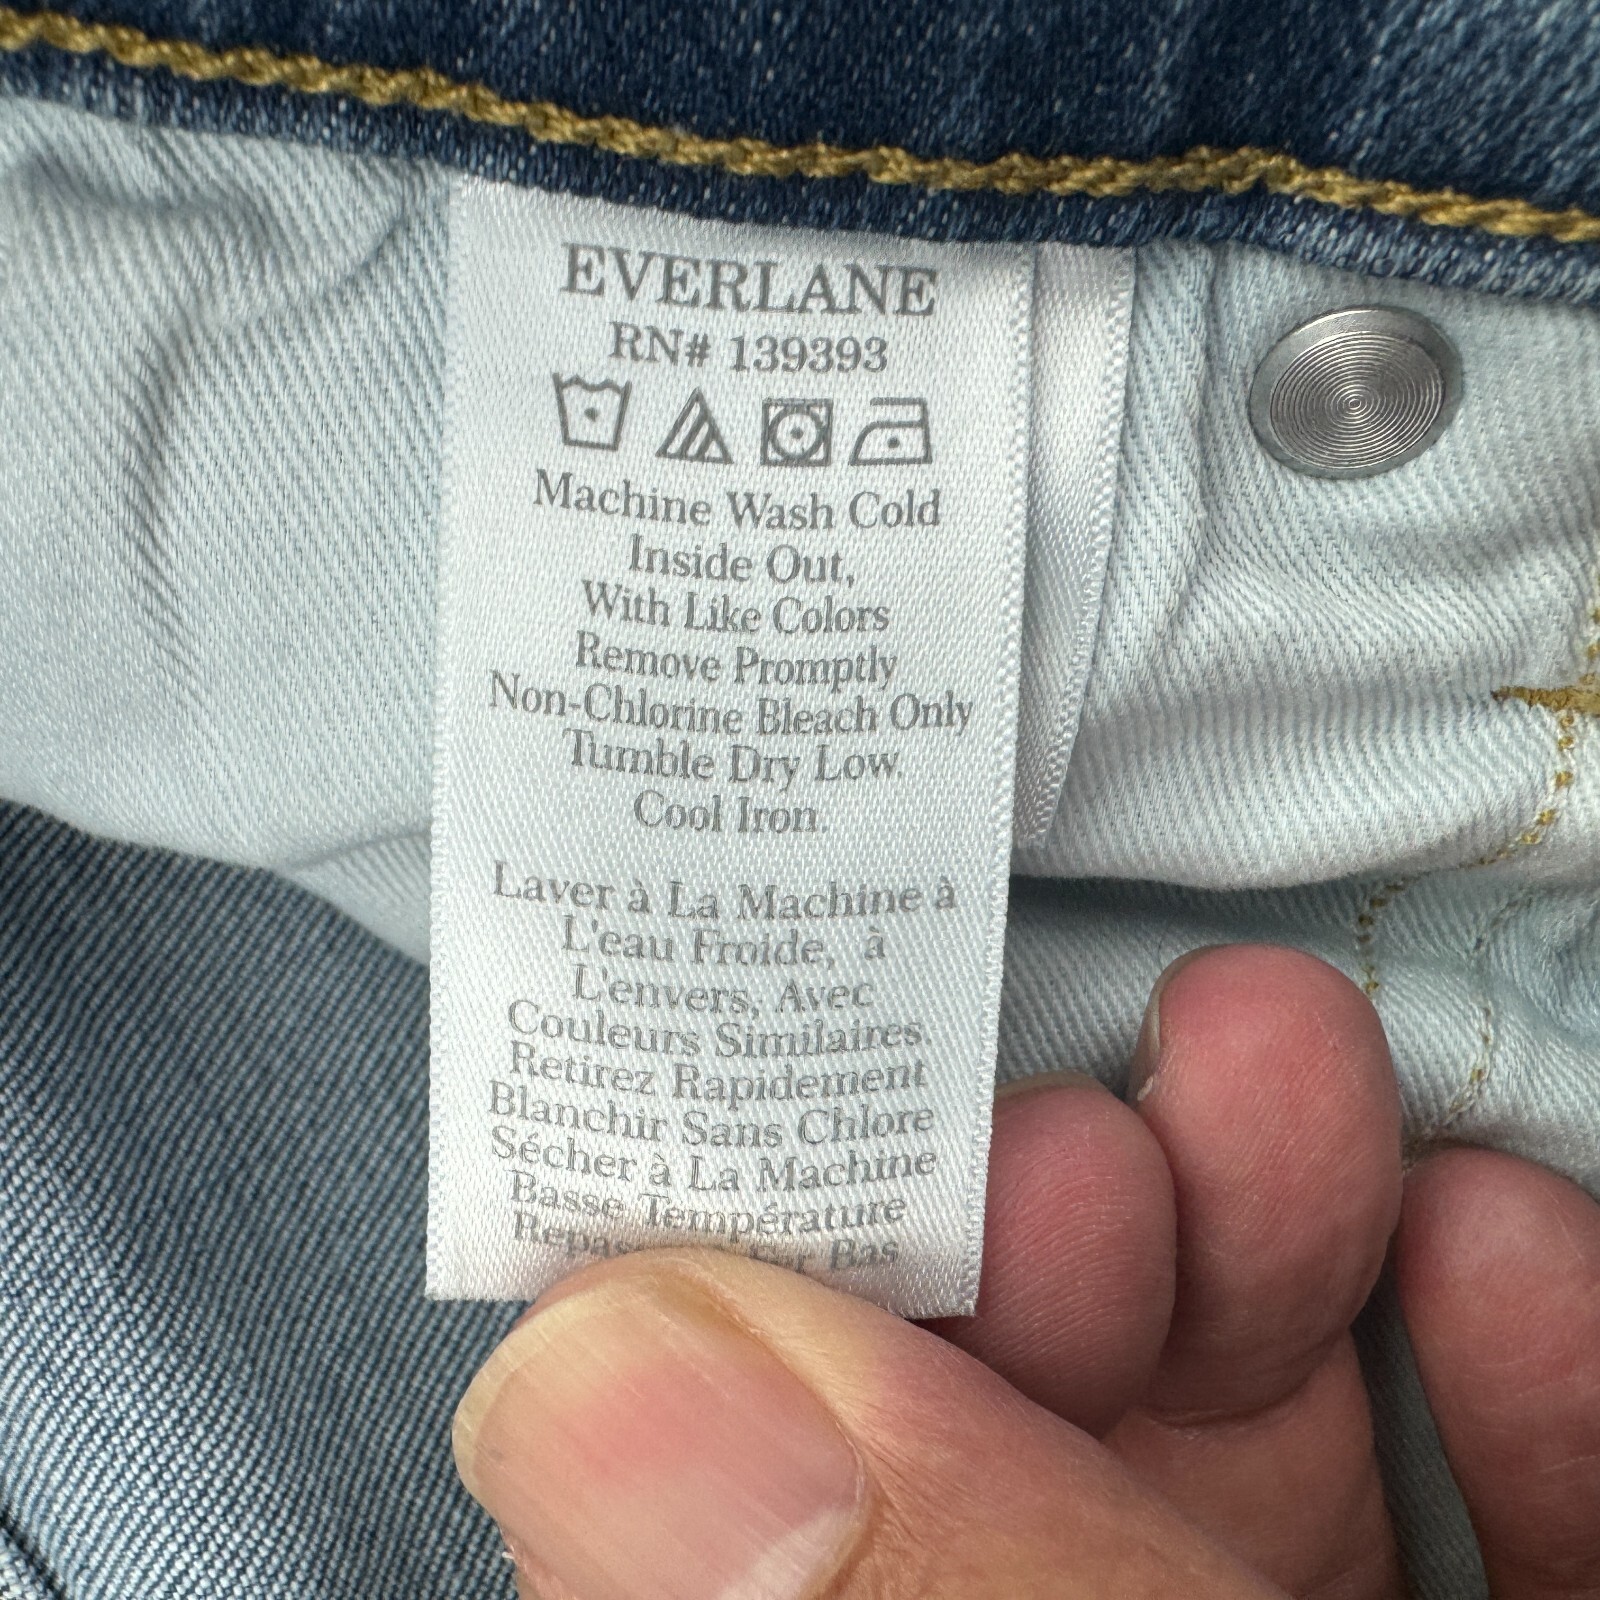 EVERLANE
RN# 139393
Machine Wash Cold
Inside Out,
With Like Colors
Remove Promptly
Non-Chlorine Bleach Only
Tumble Dry Low.
Cool Iron.
Laver à La Machine à
L'eau Froide, à
L'envers, Avec
Couleurs Similaires.
Retirez Rapidement
Blanchir Sans Chlore
Sécher à La Machine
Basse Température
Bas